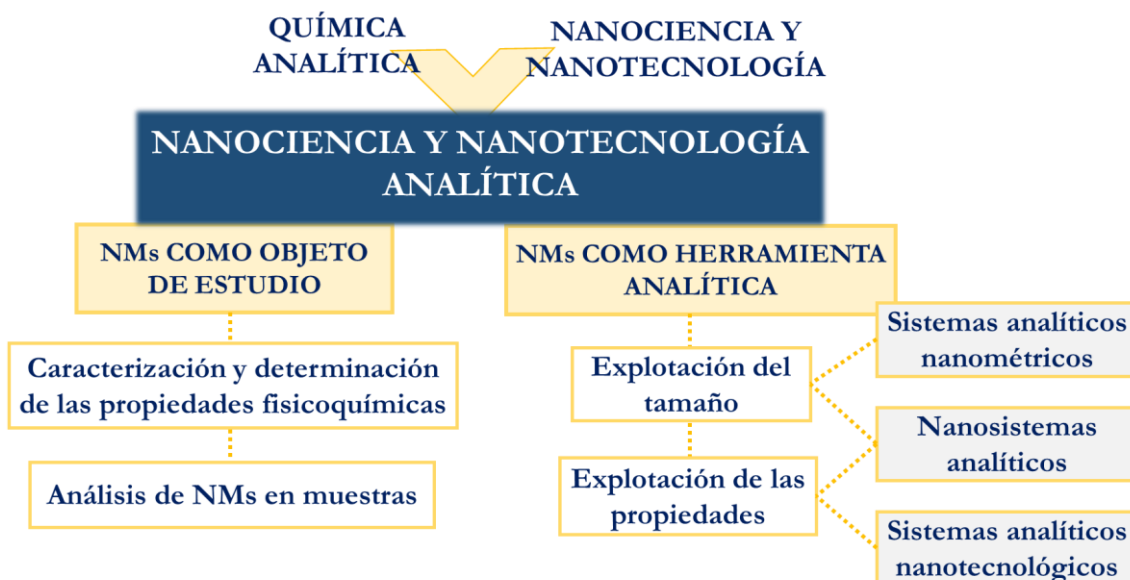 QUÍMICA
ANALÍTICA
NANOCIENCIA Y
NANOTECNOLOGÍA
NANOCIENCIA Y NANOTECNOLOGÍA
ANALÍTICA
NMs COMO OBJETO
DE ESTUDIO
Caracterización y determinación
de las propiedades fisicoquímicas
Análisis de NMs en muestras
NMs COMO HERRAMIENTA
ANALÍTICA
Explotación del
tamaño
Explotación de las
propiedades
Sistemas analíticos
nanométricos
Nanosistemas
analíticos
Sistemas analíticos
nanotecnológicos